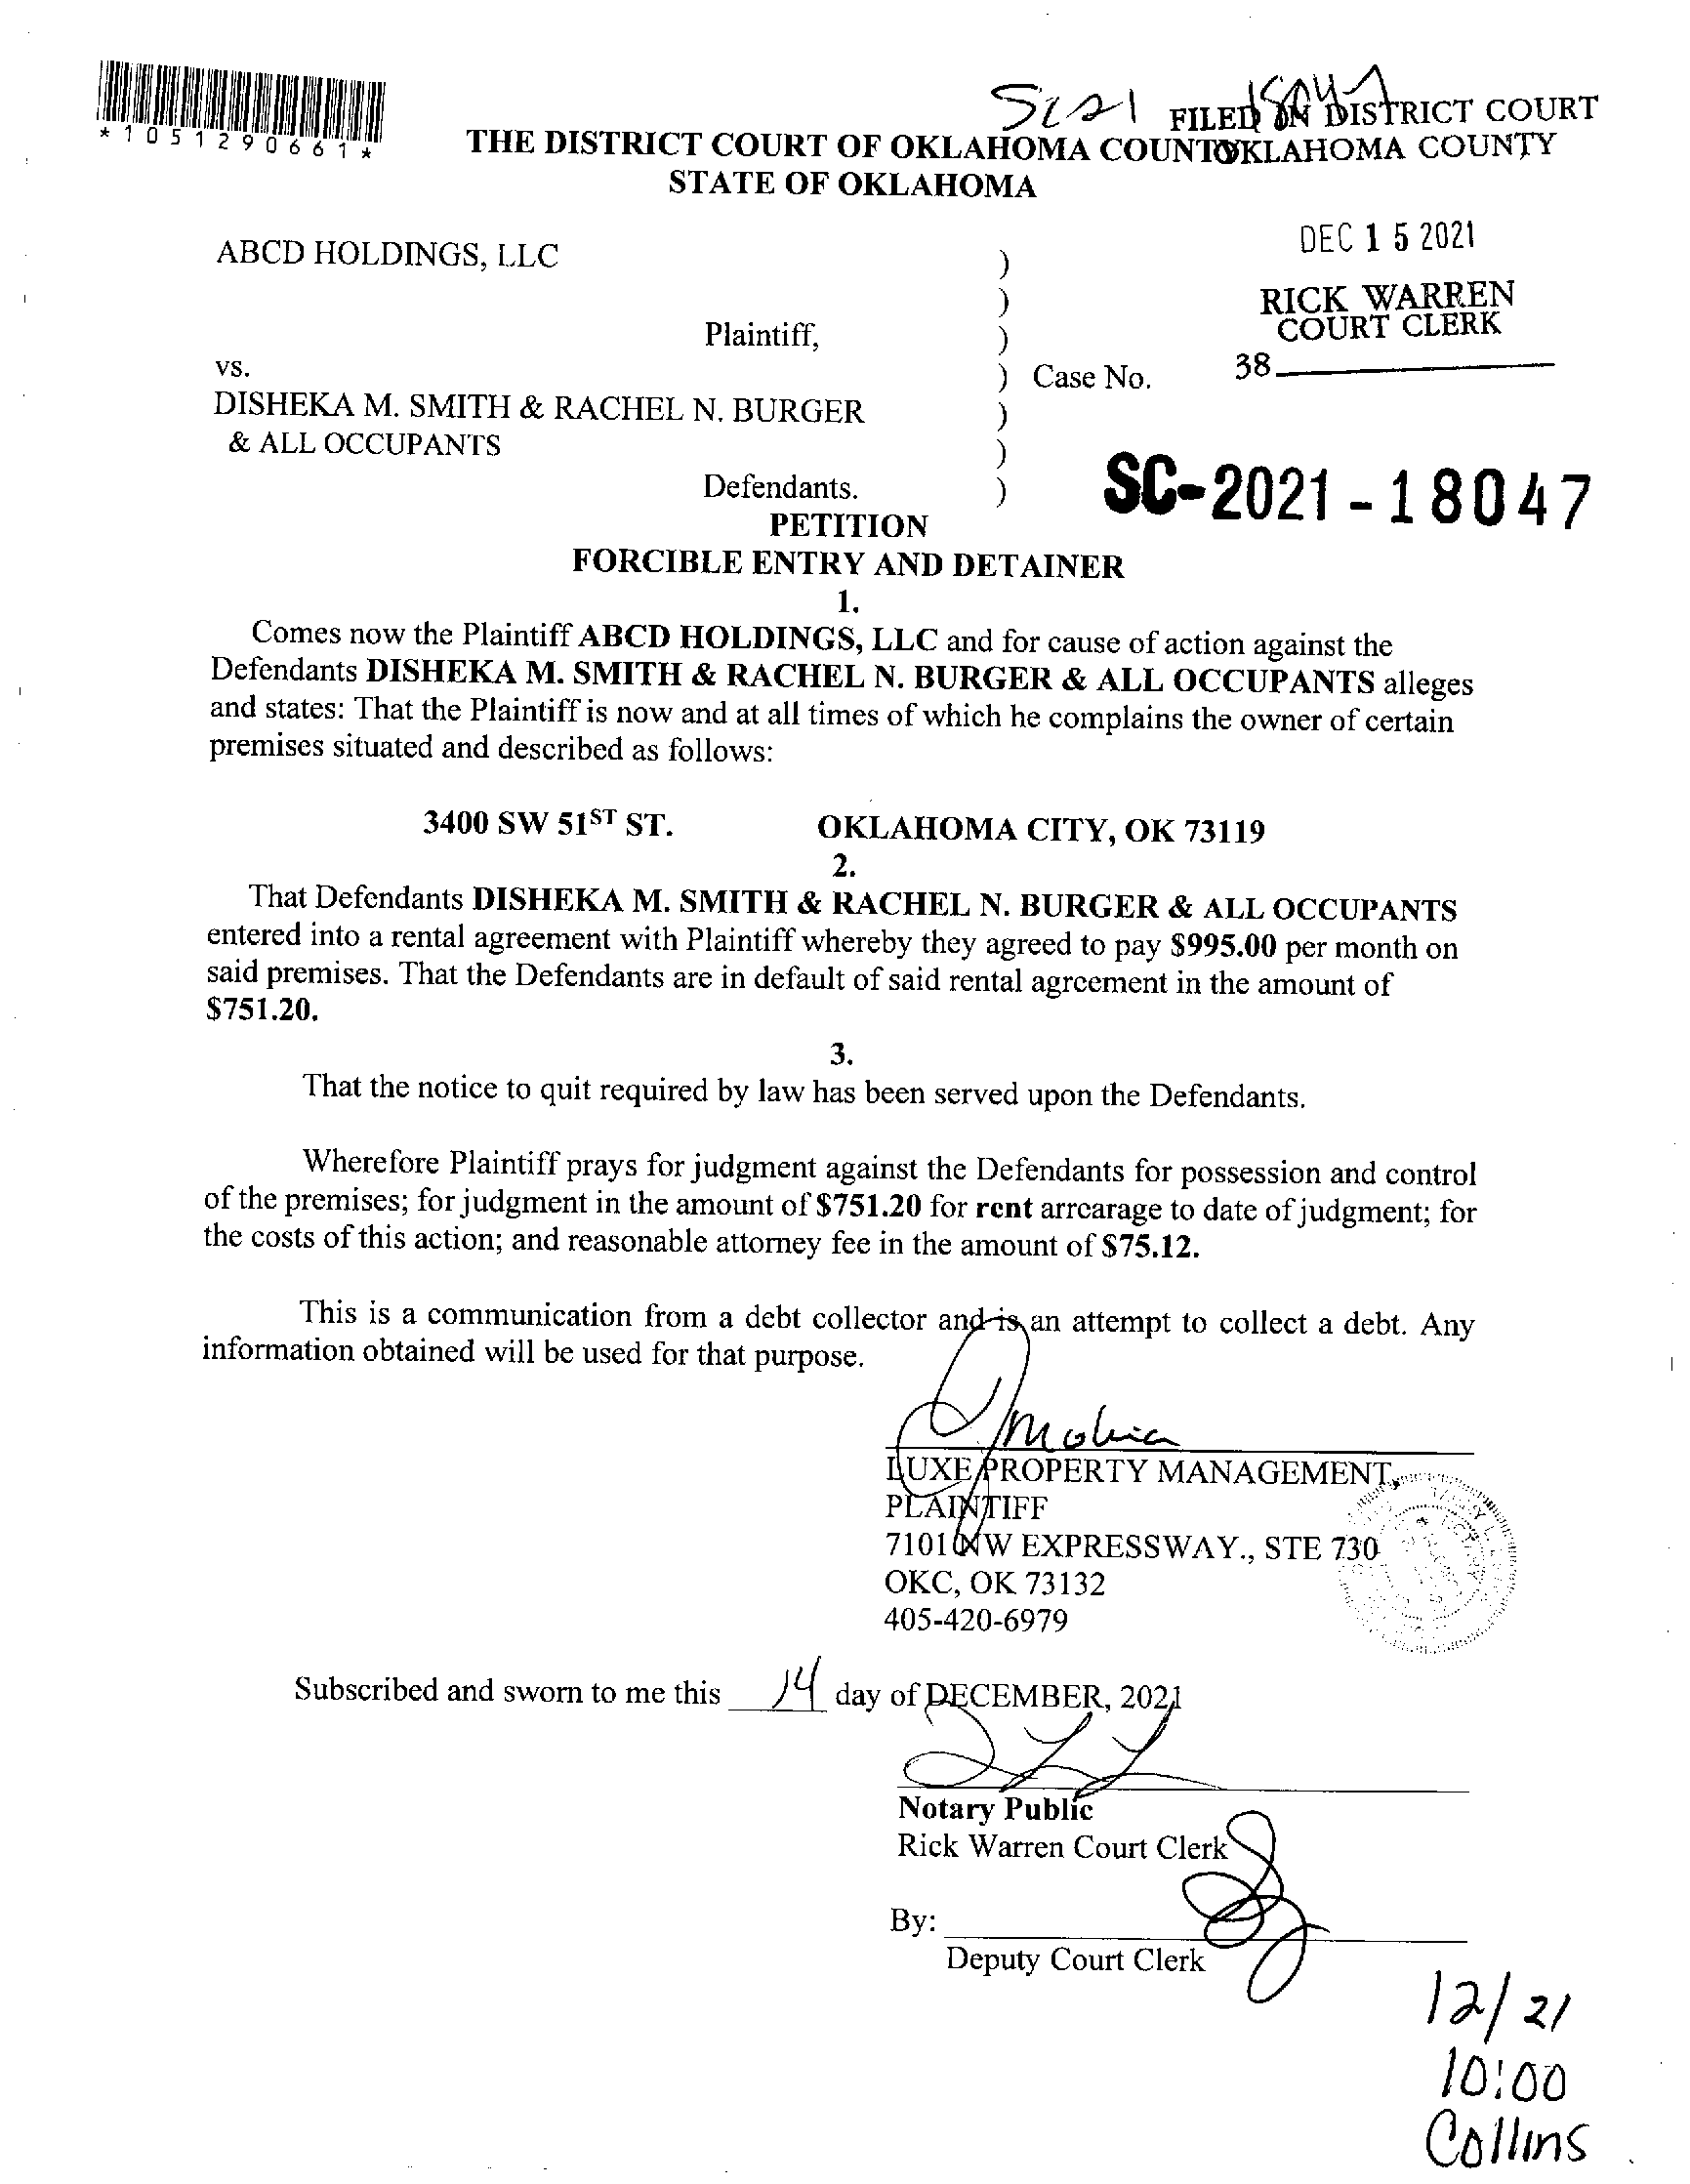 *1051290661*
SC21 18047
FILED IN DISTRICT COURT
OKLAHOMA COUNTY
THE DISTRICT COURT OF OKLAHOMA COUNTY
STATE OF OKLAHOMA
DEC 15 2021
RICK WARREN
COURT CLERK
38
ABCD HOLDINGS, LLC )
)
Plaintiff, )
vs. ) Case No.
DISHEKA M. SMITH & RACHEL N. BURGER )
& ALL OCCUPANTS )
Defendants. )
SC-2021-18047
PETITION
FORCIBLE ENTRY AND DETAINER
1.
Comes now the Plaintiff ABCD HOLDINGS, LLC and for cause of action against the
Defendants DISHEKA M. SMITH & RACHEL N. BURGER & ALL OCCUPANTS alleges
and states: That the Plaintiff is now and at all times of which he complains the owner of certain
premises situated and described as follows:
3400 SW 51ST ST. OKLAHOMA CITY, OK 73119
2.
That Defendants DISHEKA M. SMITH & RACHEL N. BURGER & ALL OCCUPANTS
entered into a rental agreement with Plaintiff whereby they agreed to pay $995.00 per month on
said premises. That the Defendants are in default of said rental agreement in the amount of
$751.20.
3.
That the notice to quit required by law has been served upon the Defendants.
Wherefore Plaintiff prays for judgment against the Defendants for possession and control
of the premises; for judgment in the amount of $751.20 for rent arrearage to date of judgment; for
the costs of this action; and reasonable attorney fee in the amount of $75.12.
This is a communication from a debt collector and is an attempt to collect a debt. Any
information obtained will be used for that purpose.
LUXE PROPERTY MANAGEMENT,
PLAINTIFF
7101 NW EXPRESSWAY., STE 730
OKC, OK 73132
405-420-6979
Subscribed and sworn to me this 14 day of DECEMBER, 2021
Notary Public
Rick Warren Court Clerk
By:
Deputy Court Clerk
12/21
10:00
Collins